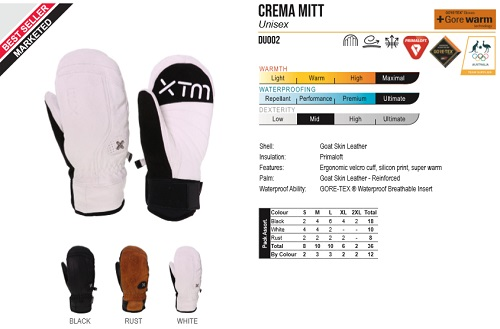 BEST SELLER
MARKETED
XTM
BLACK
RUST
WHITE
CREMA MITT
Unisex
DU002
PRIMALOFT
GORE-TEX
AUSTRALIA
+Gore warm
technology
WARMTH
Light Warm High Maximal
WATERPROOFING
Repellant Performance Premium Ultimate
DEXTERITY
Low Mid High Ultimate
Shell: Goat Skin Leather
Insulation: Primaloft
Features: Ergonomic velcro cuff, silicon print, super warm
Palm: Goat Skin Leather - Reinforced
Waterproof Ability: GORE-TEX ® Waterproof Breathable Insert
Pack Assort.
Colour S M L XL 2XL Total
Black 2 4 6 4 2 18
White 4 4 2 - - 10
Rust 2 2 2 2 - 8
Total 8 10 10 6 2 36
By Colour 2 3 3 2 2 12